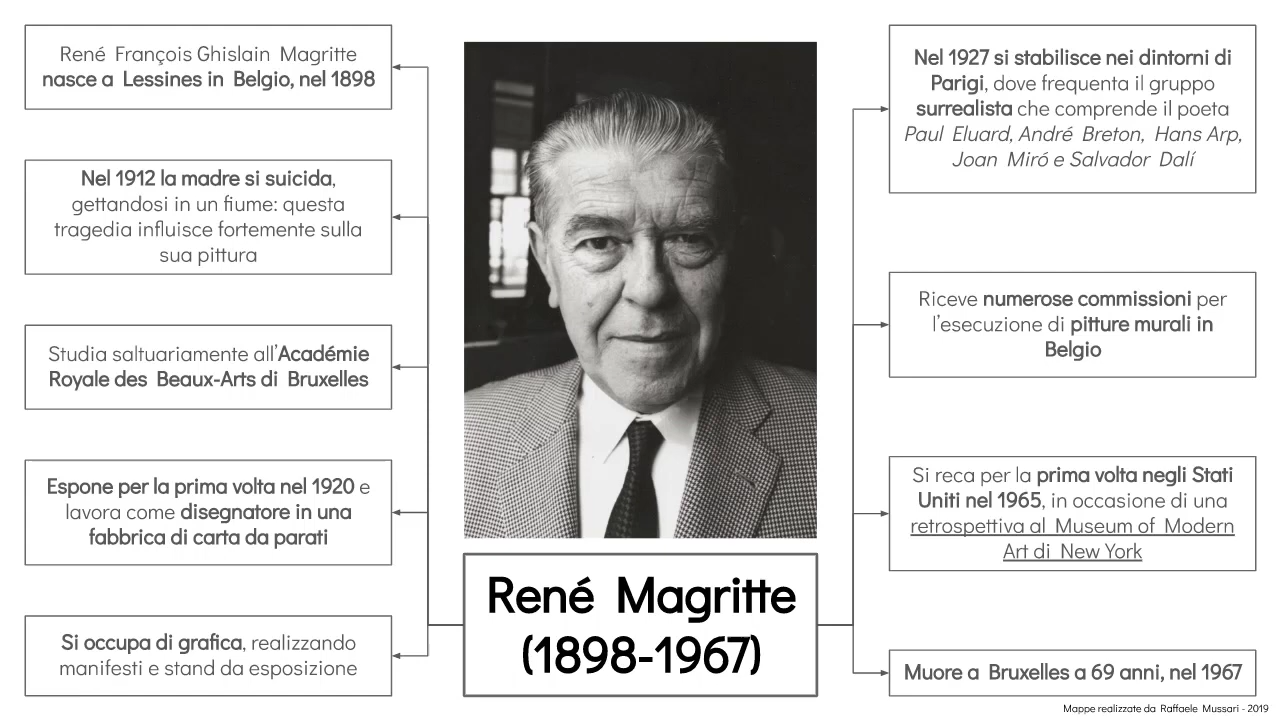 René François Ghislain Magritte
nasce a Lessines in Belgio, nel 1898
Nel 1912 la madre si suicida,
gettandosi in un fiume: questa
tragedia influisce fortemente sulla
sua pittura
Studia saltuariamente all'Académie
Royale des Beaux-Arts di Bruxelles
Espone per la prima volta nel 1920 e
lavora come disegnatore in una
fabbrica di carta da parati
Si occupa di grafica, realizzando
manifesti e stand da esposizione
René Magritte
(1898-1967)
Nel 1927 si stabilisce nei dintorni di
Parigi, dove frequenta il gruppo
surrealista che comprende il poeta
Paul Eluard, André Breton, Hans Arp,
Joan Miró e Salvador Dalí
Riceve numerose commissioni per
l'esecuzione di pitture murali in
Belgio
Si reca per la prima volta negli Stati
Uniti nel 1965, in occasione di una
retrospettiva al Museum of Modern
Art di New York
Muore a Bruxelles a 69 anni, nel 1967
Mappe realizzate da Raffaele Mussari - 2019